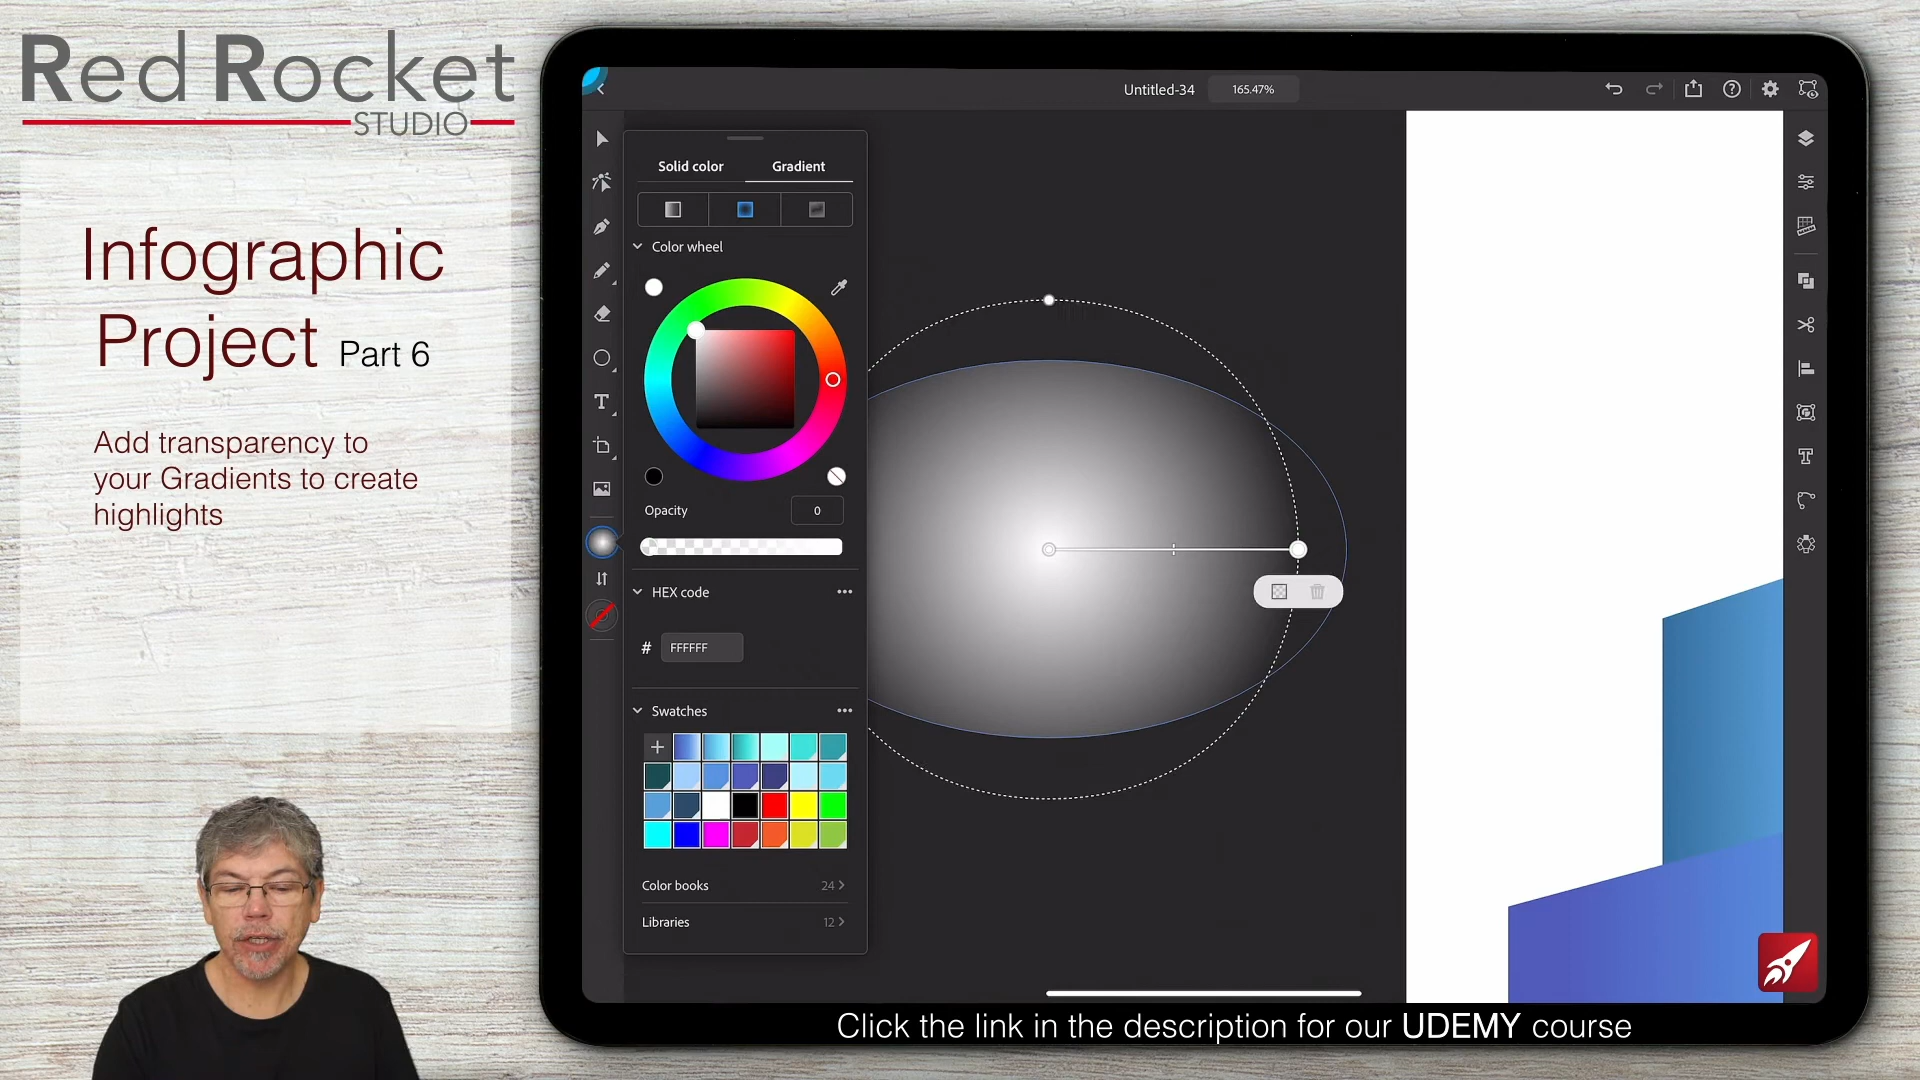 Red Rocket
STUDIO
Infographic
Project Part 6
Add transparency to
your Gradients to create
highlights
Untitled-34
165.47%
Solid color
Gradient
Color wheel
Opacity
0
HEX code
# FFFFFF
Swatches
Color books
24
Libraries
12
Click the link in the description for our UDEMY course